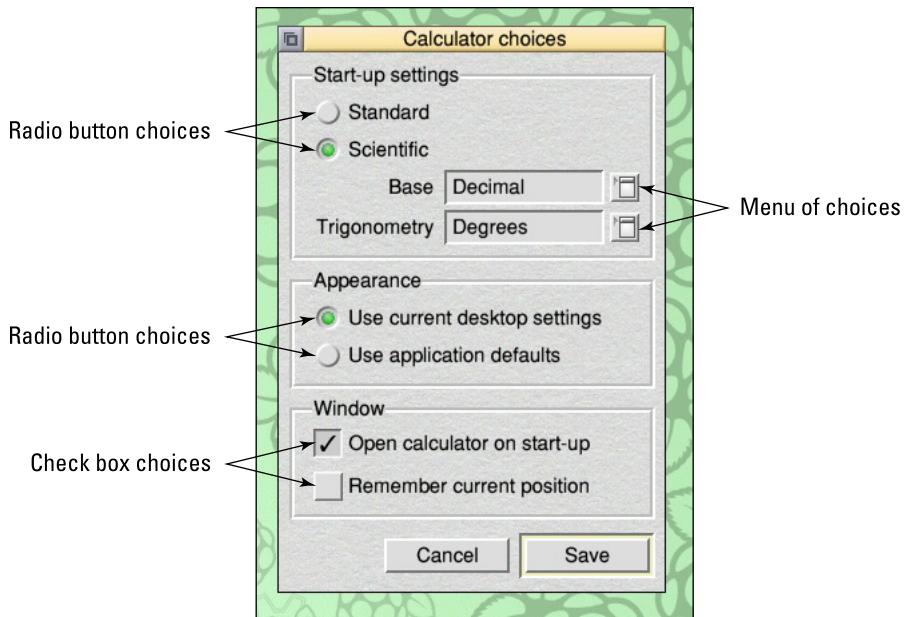 Calculator choices
Start-up settings
Radio button choices
Standard
Scientific
Base Decimal
Menu of choices
Trigonometry Degrees
Appearance
Radio button choices
Use current desktop settings
Use application defaults
Window
Check box choices
Open calculator on start-up
Remember current position
Cancel Save